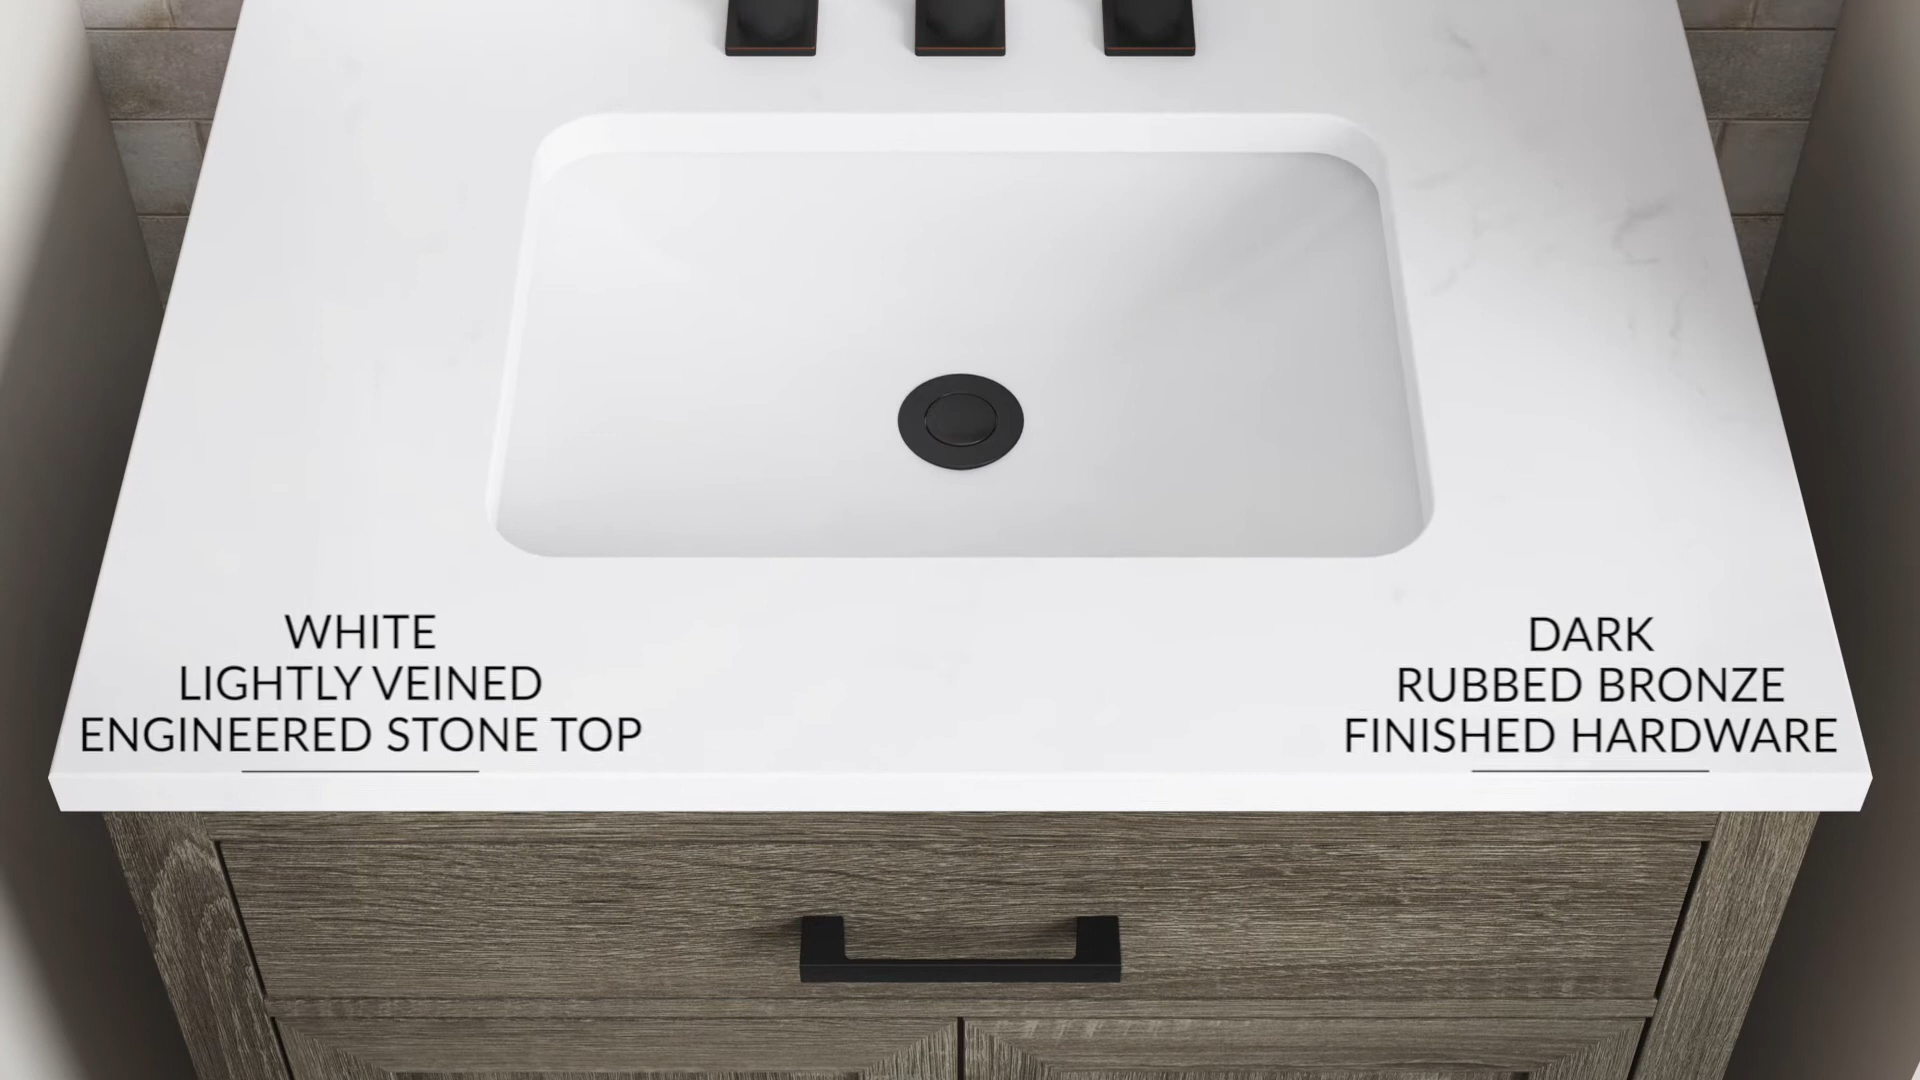 WHITE
LIGHTLY VEINED
ENGINEERED STONE TOP
DARK
RUBBED BRONZE
FINISHED HARDWARE